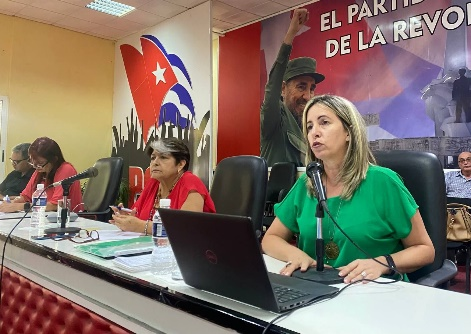 EL PARTID
DE LA REVOL